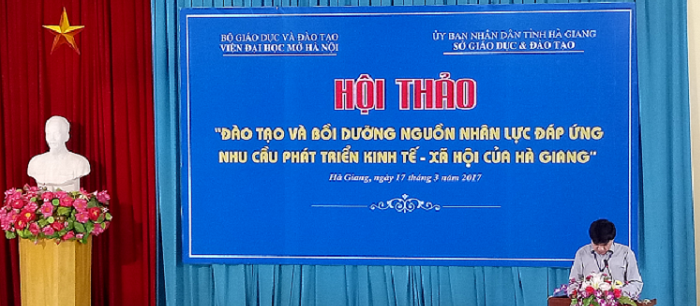 BỘ GIÁO DỤC VÀ ĐÀO TẠO
VIỆN ĐẠI HỌC MỞ HÀ NỘI
ỦY BAN NHÂN DÂN TỈNH HÀ GIANG
SỞ GIÁO DỤC & ĐÀO TẠO
HỘI THẢO
"ĐÀO TẠO VÀ BỒI DƯỠNG NGUỒN NHÂN LỰC ĐÁP ỨNG
NHU CẦU PHÁT TRIỂN KINH TẾ - XÃ HỘI CỦA HÀ GIANG"
Hà Giang, ngày 17 tháng 3 năm 2017